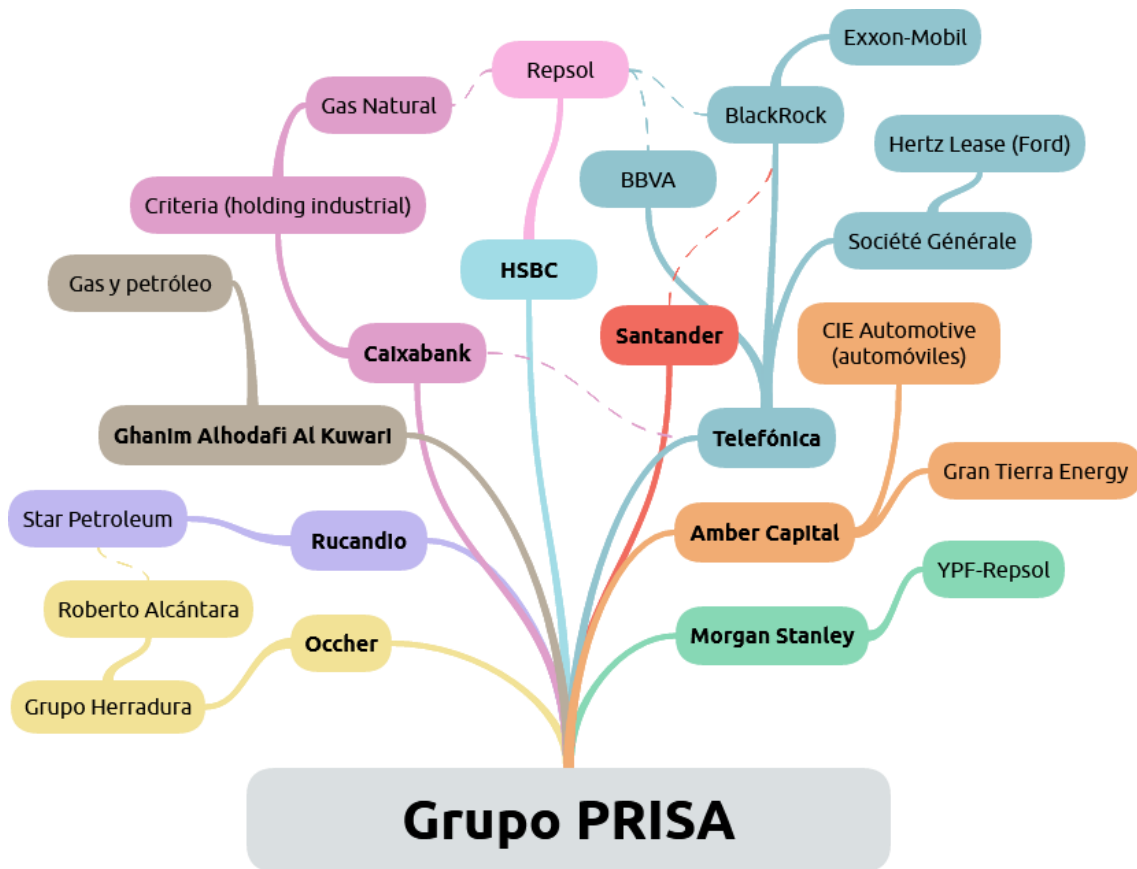 Exxon-Mobil
Repsol
Gas Natural
BlackRock
Hertz Lease (Ford)
BBVA
Criteria (holding industrial)
Société Générale
HSBC
Gas y petróleo
Santander
CIE Automotive
(automóviles)
CaIxabank
GhanIm Alhodafi Al KuwarI
TelefónIca
Gran Tierra Energy
Star Petroleum
RucandIo
Amber CapItal
YPF-Repsol
Roberto Alcántara
Occher
Morgan Stanley
Grupo Herradura
Grupo PRISA